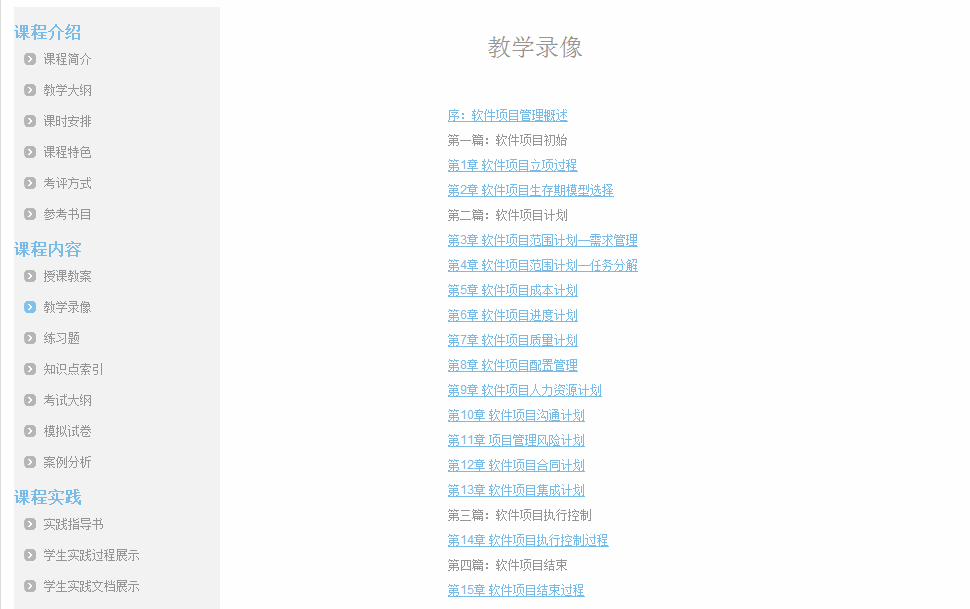 课程介绍
课程简介
教学大纲
课时安排
课程特色
考评方式
参考书目
课程内容
授课教案
教学录像
练习题
知识点索引
考试大纲
模拟试卷
案例分析
课程实践
实践指导书
学生实践过程展示
学生实践文档展示
教学录像
序：软件项目管理概述
第一篇：软件项目初始
第1章 软件项目立项过程
第2章 软件项目生存期模型选择
第二篇：软件项目计划
第3章 软件项目范围计划—需求管理
第4章 软件项目范围计划—任务分解
第5章 软件项目成本计划
第6章 软件项目进度计划
第7章 软件项目质量计划
第8章 软件项目配置管理
第9章 软件项目人力资源计划
第10章 软件项目沟通计划
第11章 项目管理风险计划
第12章 软件项目合同计划
第13章 软件项目集成计划
第三篇：软件项目执行控制
第14章 软件项目执行控制过程
第四篇：软件项目结束
第15章 软件项目结束过程